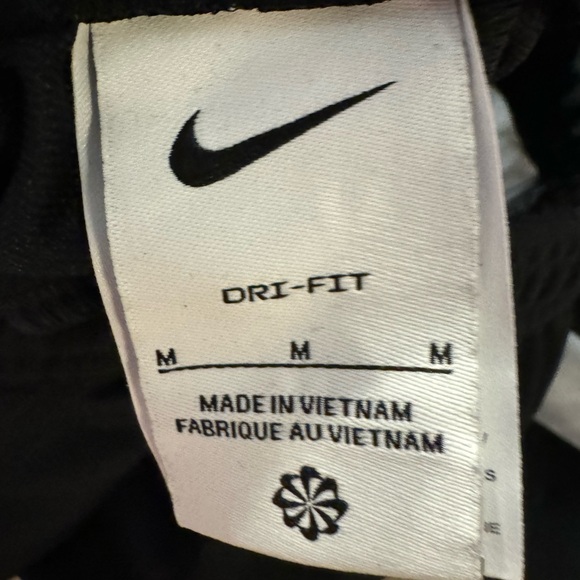 DRI-FIT
M M M
MADE IN VIETNAM
FABRIQUE AU VIETNAM
S